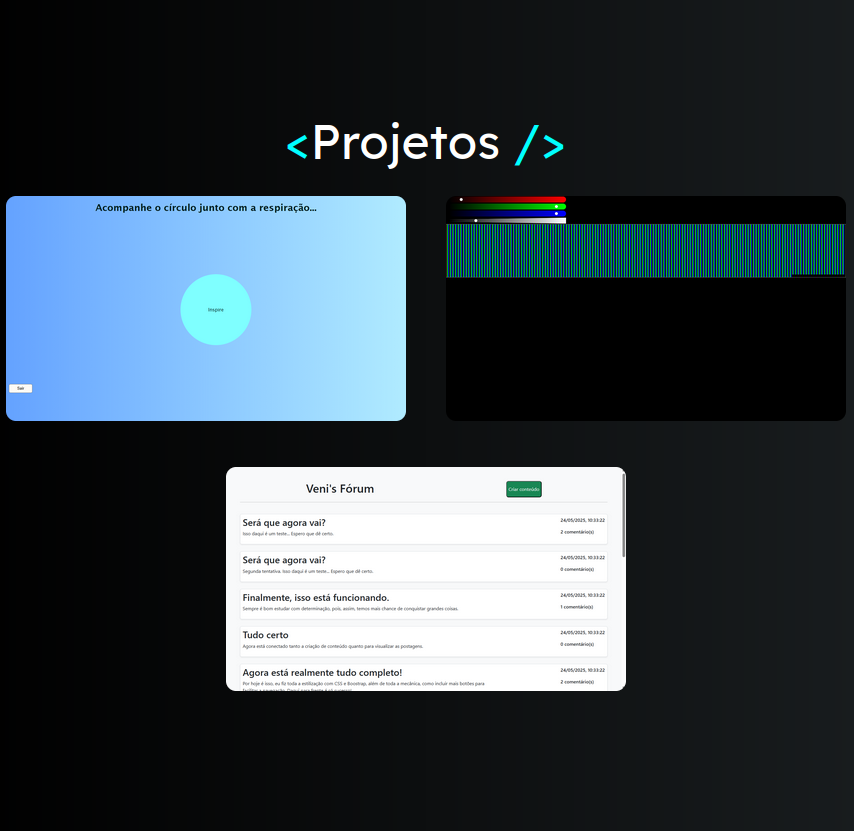 <Projetos />
Acompanhe o círculo junto com a respiração...
Inspire
Sair
Veni's Fórum
Criar conteúdo
Será que agora vai?
24/05/2025, 10:33:22
Isso daqui é um teste... Espero que dê certo.
2 comentário(s)
Será que agora vai?
24/05/2025, 10:33:22
Segunda tentativa. Isso daqui é um teste... Espero que dê certo.
0 comentário(s)
Finalmente, isso está funcionando.
24/05/2025, 10:33:22
Sempre é bom estudar com determinação, pois, assim, temos mais chance de conquistar grandes coisas.
1 comentário(s)
Tudo certo
24/05/2025, 10:33:22
Agora está conectado tanto a criação de conteúdo quanto para visualizar as postagens.
0 comentário(s)
Agora está realmente tudo completo!
24/05/2025, 10:33:22
Por hoje é isso, eu fiz toda a estilização com CSS e Boostrap, além de toda a mecânica, como incluir mais botões para
2 comentário(s)